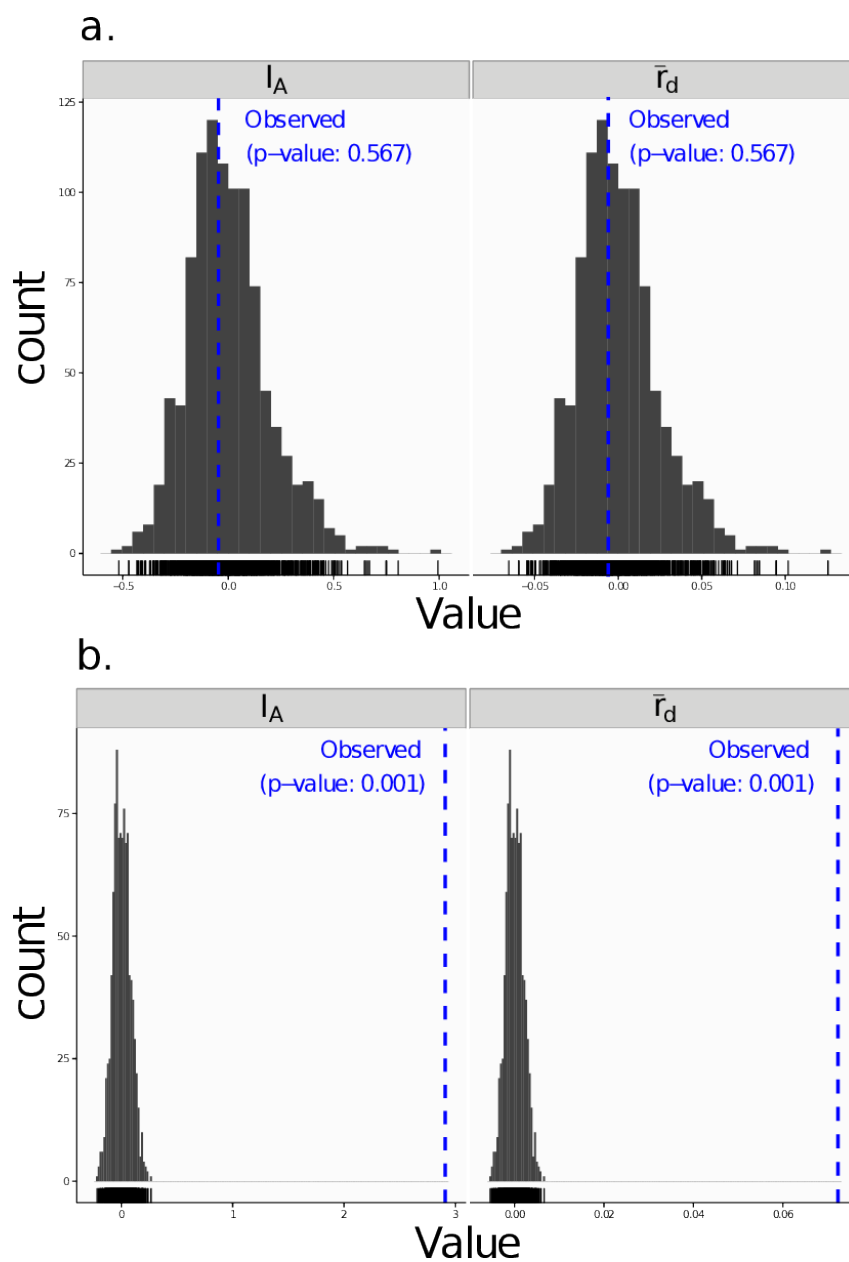 a.
I_A
r̄_d
Observed
(p−value: 0.567)
Observed
(p−value: 0.567)
count
125
100
75
50
25
0
−0.5
0.0
0.5
1.0
−0.05
0.00
0.05
0.10
Value
b.
I_A
r̄_d
Observed
(p−value: 0.001)
Observed
(p−value: 0.001)
count
75
50
25
0
0
1
2
3
0.00
0.02
0.04
0.06
Value